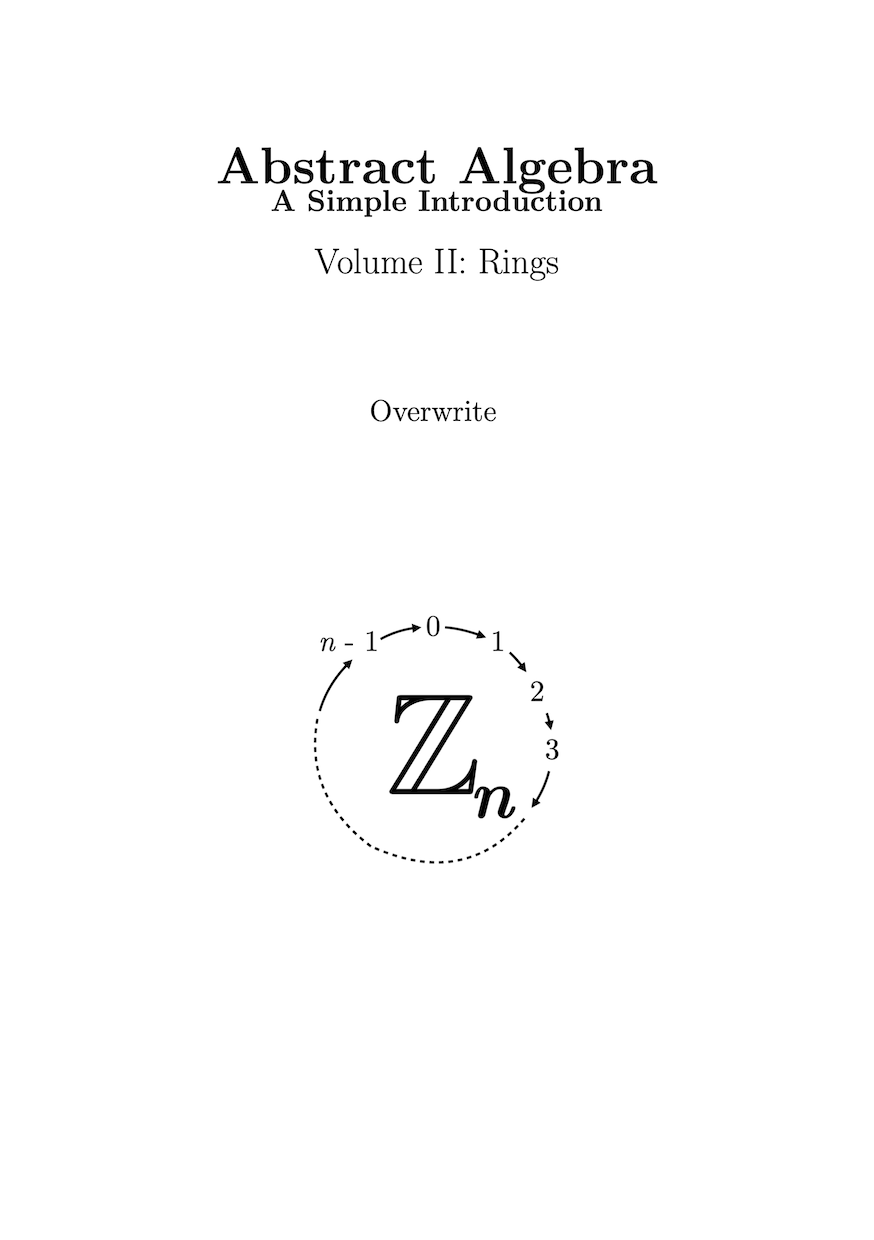 Abstract Algebra
A Simple Introduction
Volume II: Rings
Overwrite
n - 1 0 1
2
3
ℤn